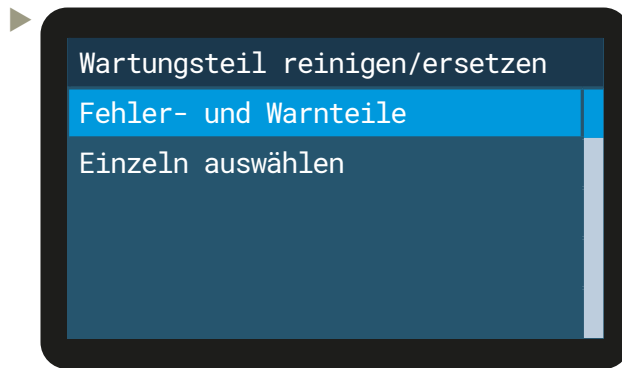 Wartungsteil reinigen/ersetzen
Fehler- und Warnteile
Einzeln auswählen